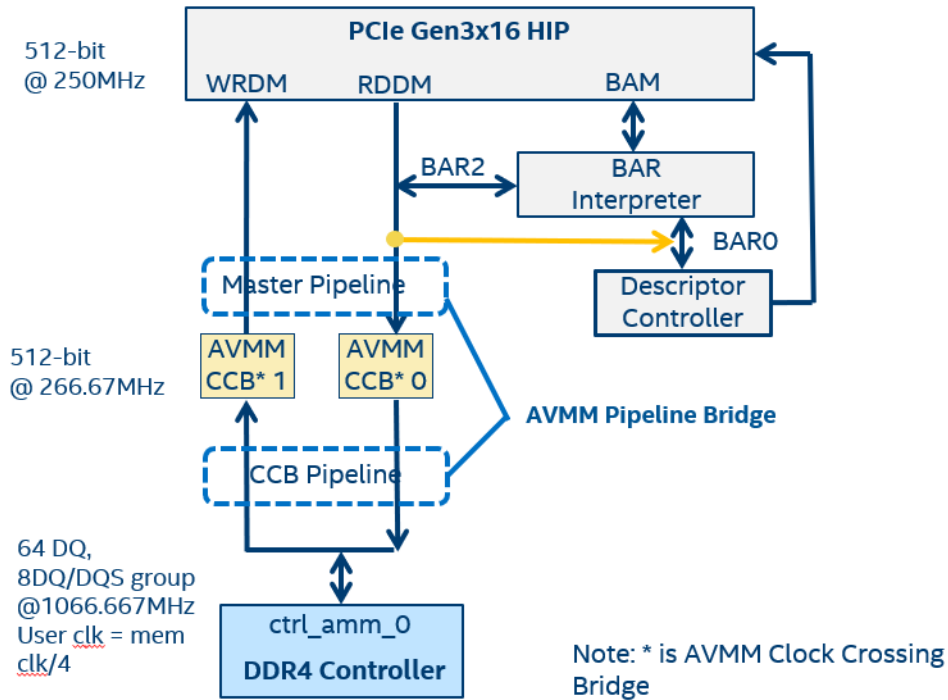 PCIe Gen3x16 HIP
512-bit
@ 250MHz
WRDM
RDDM
BAM
BAR2
BAR
Interpreter
BAR0
Master Pipeline
Descriptor
Controller
512-bit
@ 266.67MHz
AVMM
CCB* 1
AVMM
CCB* 0
AVMM Pipeline Bridge
CCB Pipeline
64 DQ,
8DQ/DQS group
@1066.667MHz
User clk = mem
clk/4
ctrl_amm_0
DDR4 Controller
Note: * is AVMM Clock Crossing
Bridge